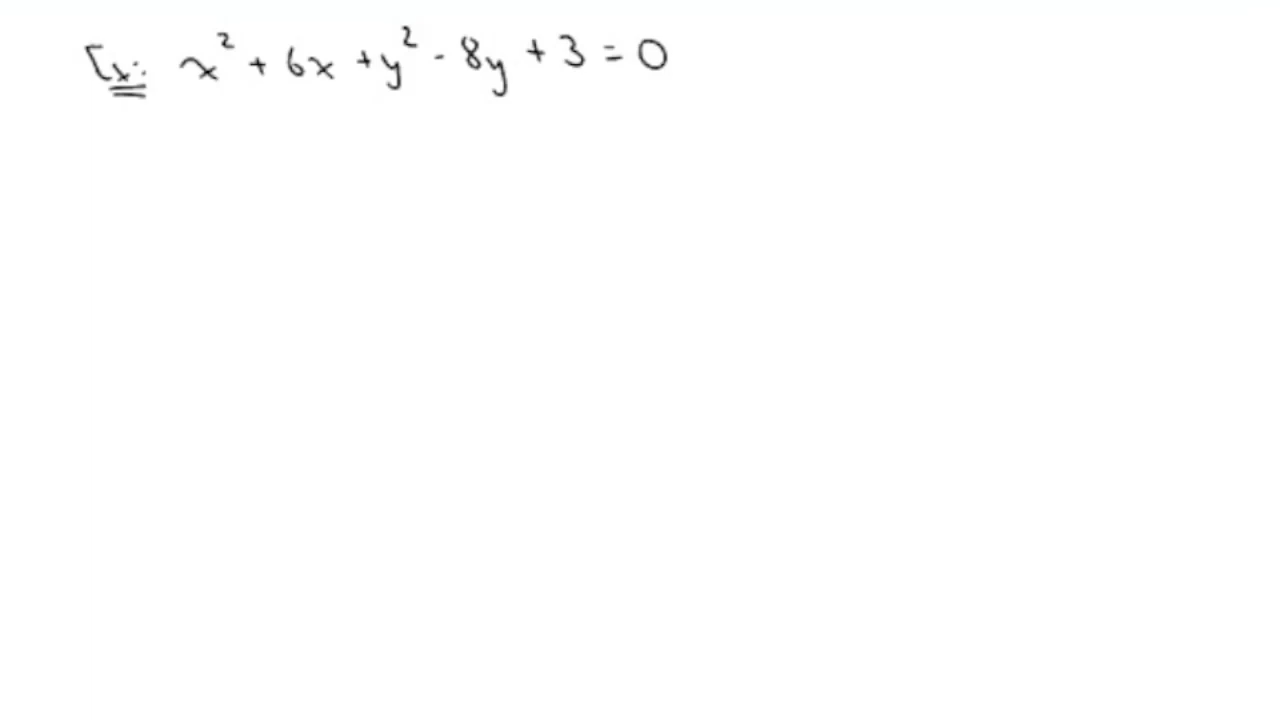 Ex: x² + 6x + y² - 8y + 3 = 0